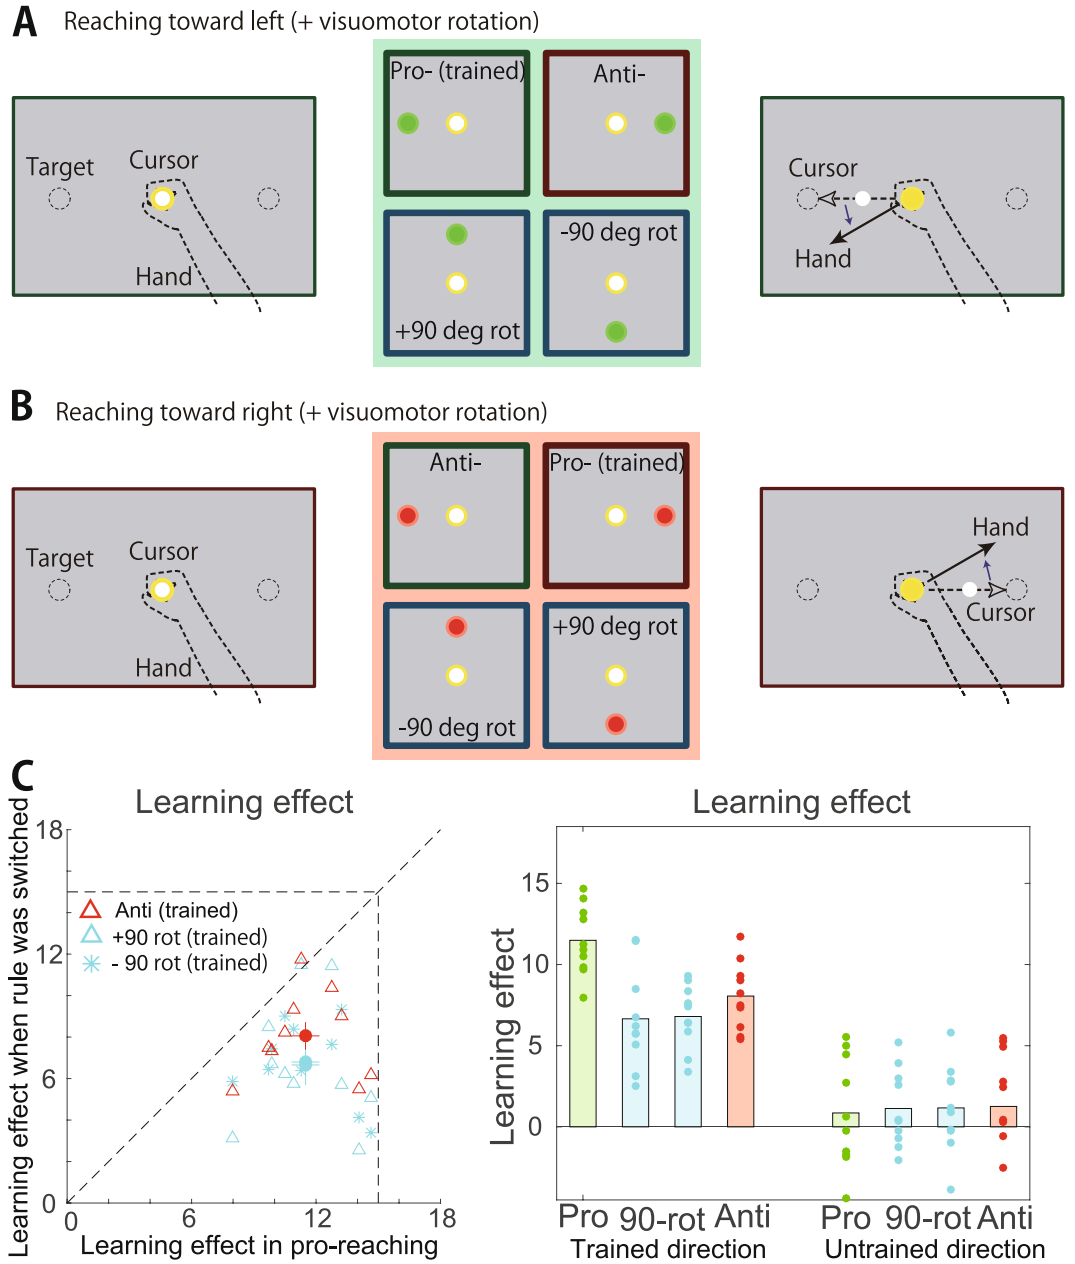 A Reaching toward left (+ visuomotor rotation)
Target
Cursor
Hand
Pro- (trained)
Anti-
+90 deg rot
-90 deg rot
Cursor
Hand
B Reaching toward right (+ visuomotor rotation)
Target
Cursor
Hand
Anti-
Pro- (trained)
-90 deg rot
+90 deg rot
Hand
Cursor
C
Learning effect
Learning effect when rule was switched
18
12
6
0
Anti (trained)
+90 rot (trained)
- 90 rot (trained)
0 6 12 18
Learning effect in pro-reaching
Learning effect
Learning effect
15
10
5
0
Pro 90-rot Anti Pro 90-rot Anti
Trained direction Untrained direction